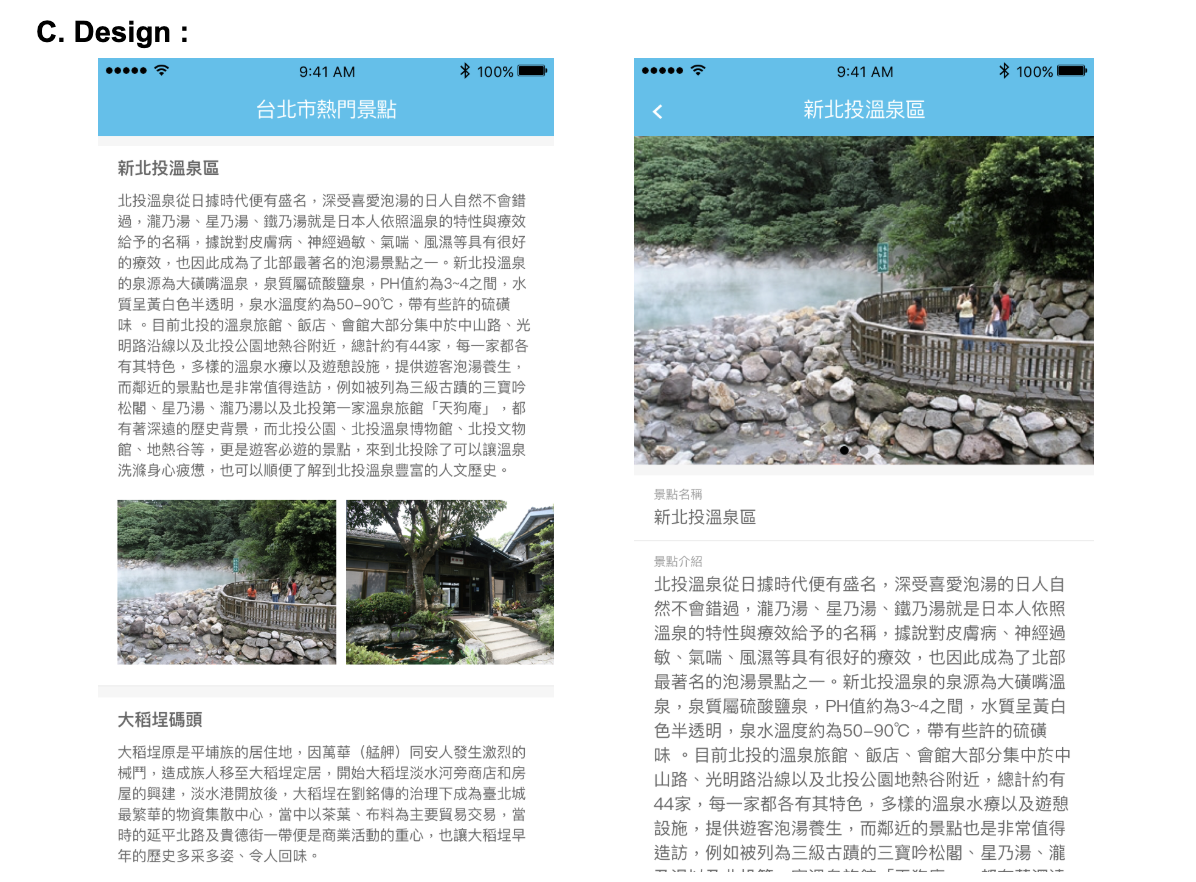 C. Design :
9:41 AM
100%
台北市熱門景點
新北投溫泉區
北投溫泉從日據時代便有盛名，深受喜愛泡湯的日人自然不會錯
過，瀧乃湯、星乃湯、鐵乃湯就是日本人依照溫泉的特性與療效
給予的名稱，據說對皮膚病、神經過敏、氣喘、風濕等具有很好
的療效，也因此成為了北部最著名的泡湯景點之一。新北投溫泉
的泉源為大磺嘴溫泉，泉質屬硫酸鹽泉，PH值約為3~4之間，水
質呈黃白色半透明，泉水溫度約為50-90℃，帶有些許的硫磺
味 。目前北投的溫泉旅館、飯店、會館大部分集中於中山路、光
明路沿線以及北投公園地熱谷附近，總計約有44家，每一家都各
有其特色，多樣的溫泉水療以及遊憩設施，提供遊客泡湯養生，
而鄰近的景點也是非常值得造訪，例如被列為三級古蹟的三寶吟
松閣、星乃湯、瀧乃湯以及北投第一家溫泉旅館「天狗庵」，都
有著深遠的歷史背景，而北投公園、北投溫泉博物館、北投文物
館、地熱谷等，更是遊客必遊的景點，來到北投除了可以讓溫泉
洗滌身心疲憊，也可以順便了解到北投溫泉豐富的人文歷史。
大稻埕碼頭
大稻埕原是平埔族的居住地，因萬華（艋舺）同安人發生激烈的
械鬥，造成族人移至大稻埕定居，開始大稻埕淡水河旁商店和房
屋的興建，淡水港開放後，大稻埕在劉銘傳的治理下成為臺北城
最繁華的物資集散中心，當中以茶葉、布料為主要貿易交易，當
時的延平北路及貴德街一帶便是商業活動的重心，也讓大稻埕早
年的歷史多采多姿、令人回味。
9:41 AM
100%
新北投溫泉區
景點名稱
新北投溫泉區
景點介紹
北投溫泉從日據時代便有盛名，深受喜愛泡湯的日人自
然不會錯過，瀧乃湯、星乃湯、鐵乃湯就是日本人依照
溫泉的特性與療效給予的名稱，據說對皮膚病、神經過
敏、氣喘、風濕等具有很好的療效，也因此成為了北部
最著名的泡湯景點之一。新北投溫泉的泉源為大磺嘴溫
泉，泉質屬硫酸鹽泉，PH值約為3~4之間，水質呈黃白
色半透明，泉水溫度約為50-90℃，帶有些許的硫磺
味 。目前北投的溫泉旅館、飯店、會館大部分集中於中
山路、光明路沿線以及北投公園地熱谷附近，總計約有
44家，每一家都各有其特色，多樣的溫泉水療以及遊憩
設施，提供遊客泡湯養生，而鄰近的景點也是非常值得
造訪，例如被列為三級古蹟的三寶吟松閣、星乃湯、瀧